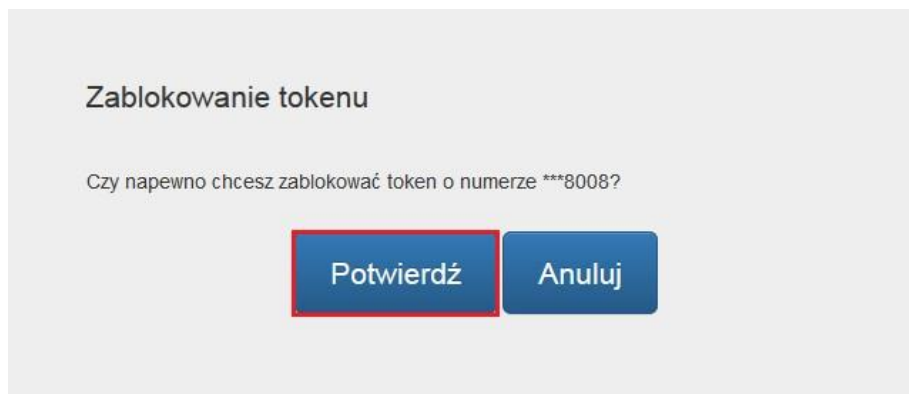 Zablokowanie tokenu
Czy napewno chcesz zablokować token o numerze ***8008?
Potwierdź
Anuluj